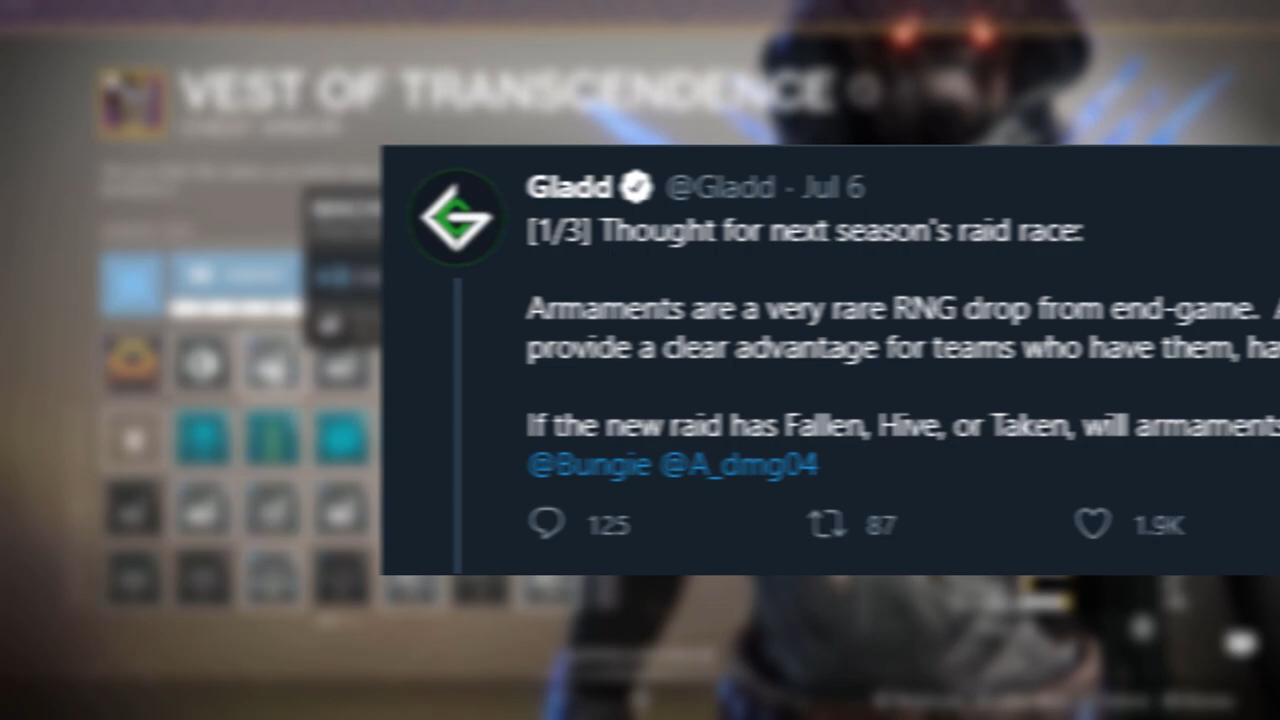 VEST OF TRANSCENDENCE
Gladd @Gladd · Jul 6
[1/3] Thought for next season's raid race:
Armaments are a very rare RNG drop from end-game. A
provide a clear advantage for teams who have them, ha
If the new raid has Fallen, Hive, or Taken, will armaments
@Bungie @A_dmg04
125 87 1.9K